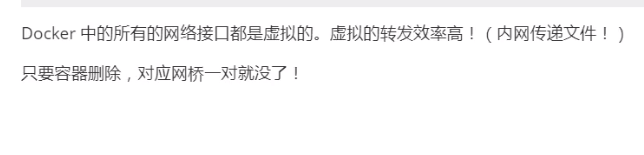 Docker 中的所有的网络接口都是虚拟的。虚拟的转发效率高！（内网传递文件！）
只要容器删除，对应网桥一对就没了！